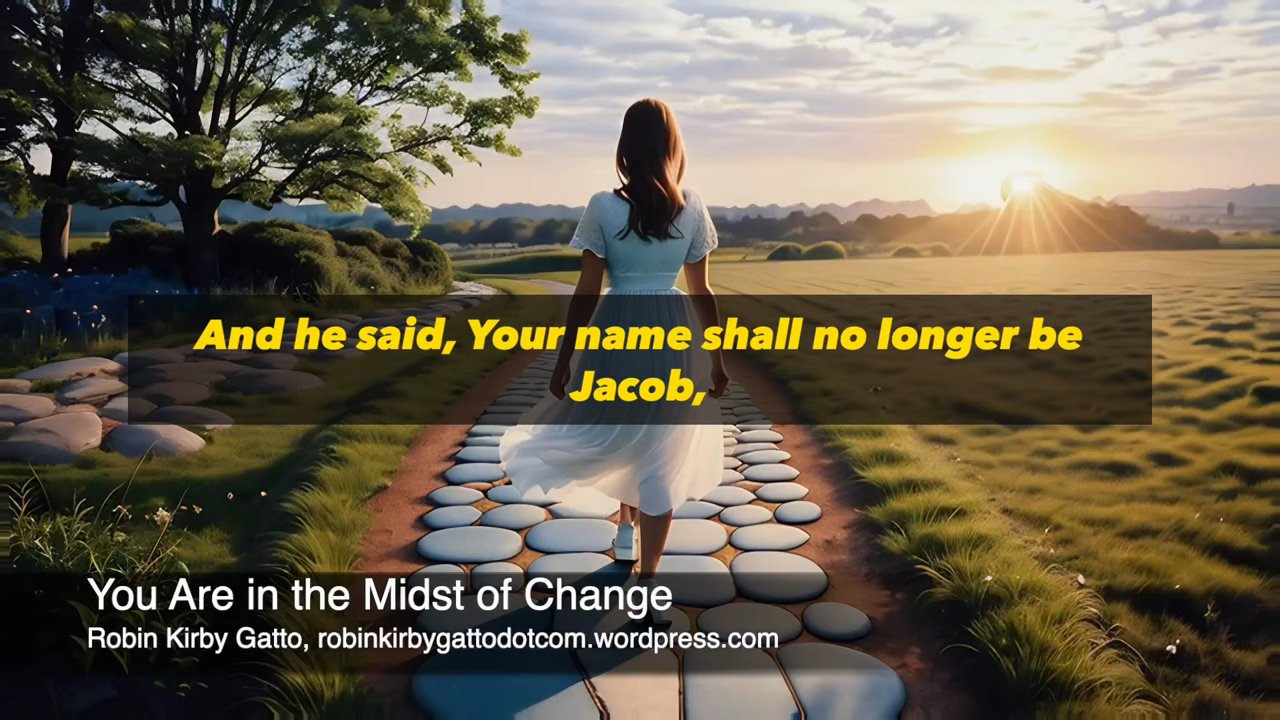 And he said, Your name shall no longer be
Jacob,
You Are in the Midst of Change
Robin Kirby Gatto, robinkirbygattodotcom.wordpress.com